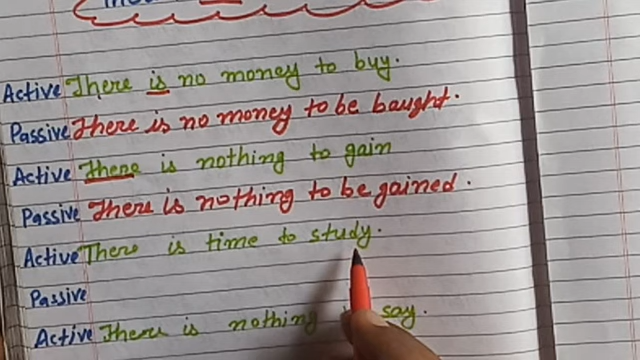 Active There is no money to buy.
Passive There is no money to be baught.
Active There is nothing to gain
Passive There is nothing to be gained.
Active There is time to study.
Passive
Active There is nothing say.